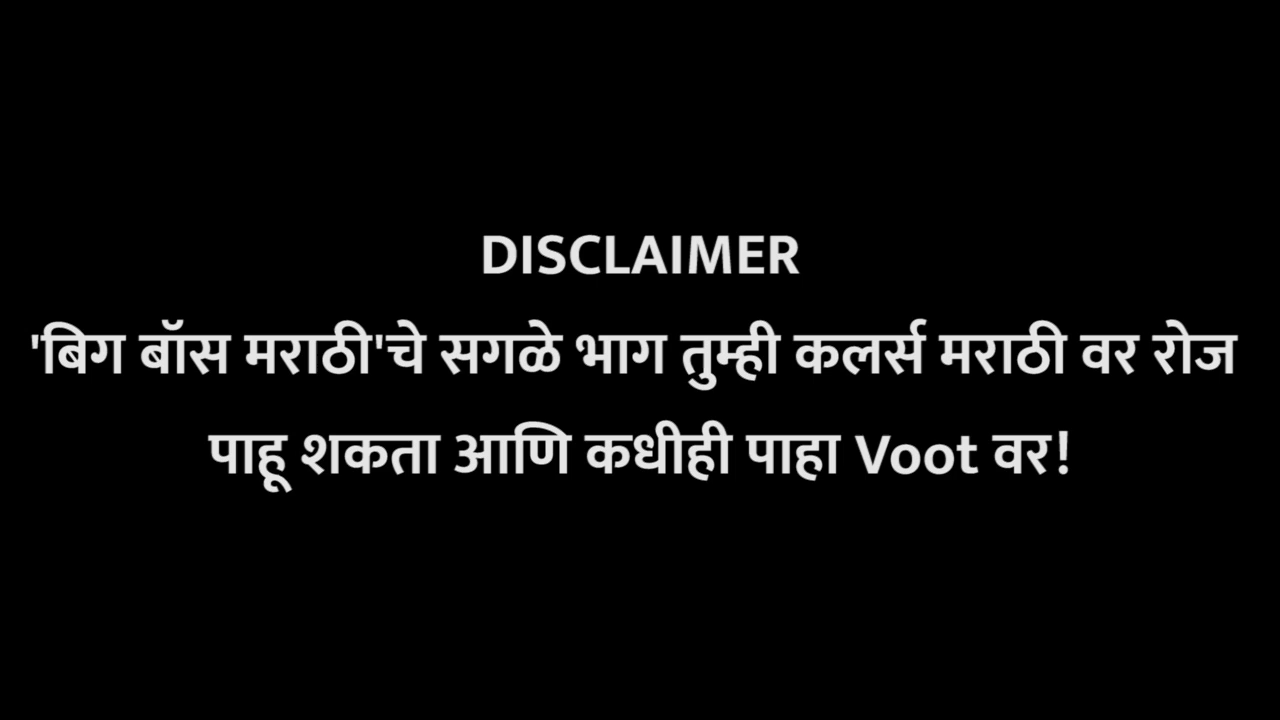 DISCLAIMER
'बिग बॉस मराठी'चे सगळे भाग तुम्ही कलर्स मराठी वर रोज
पाहू शकता आणि कधीही पाहा Voot वर!